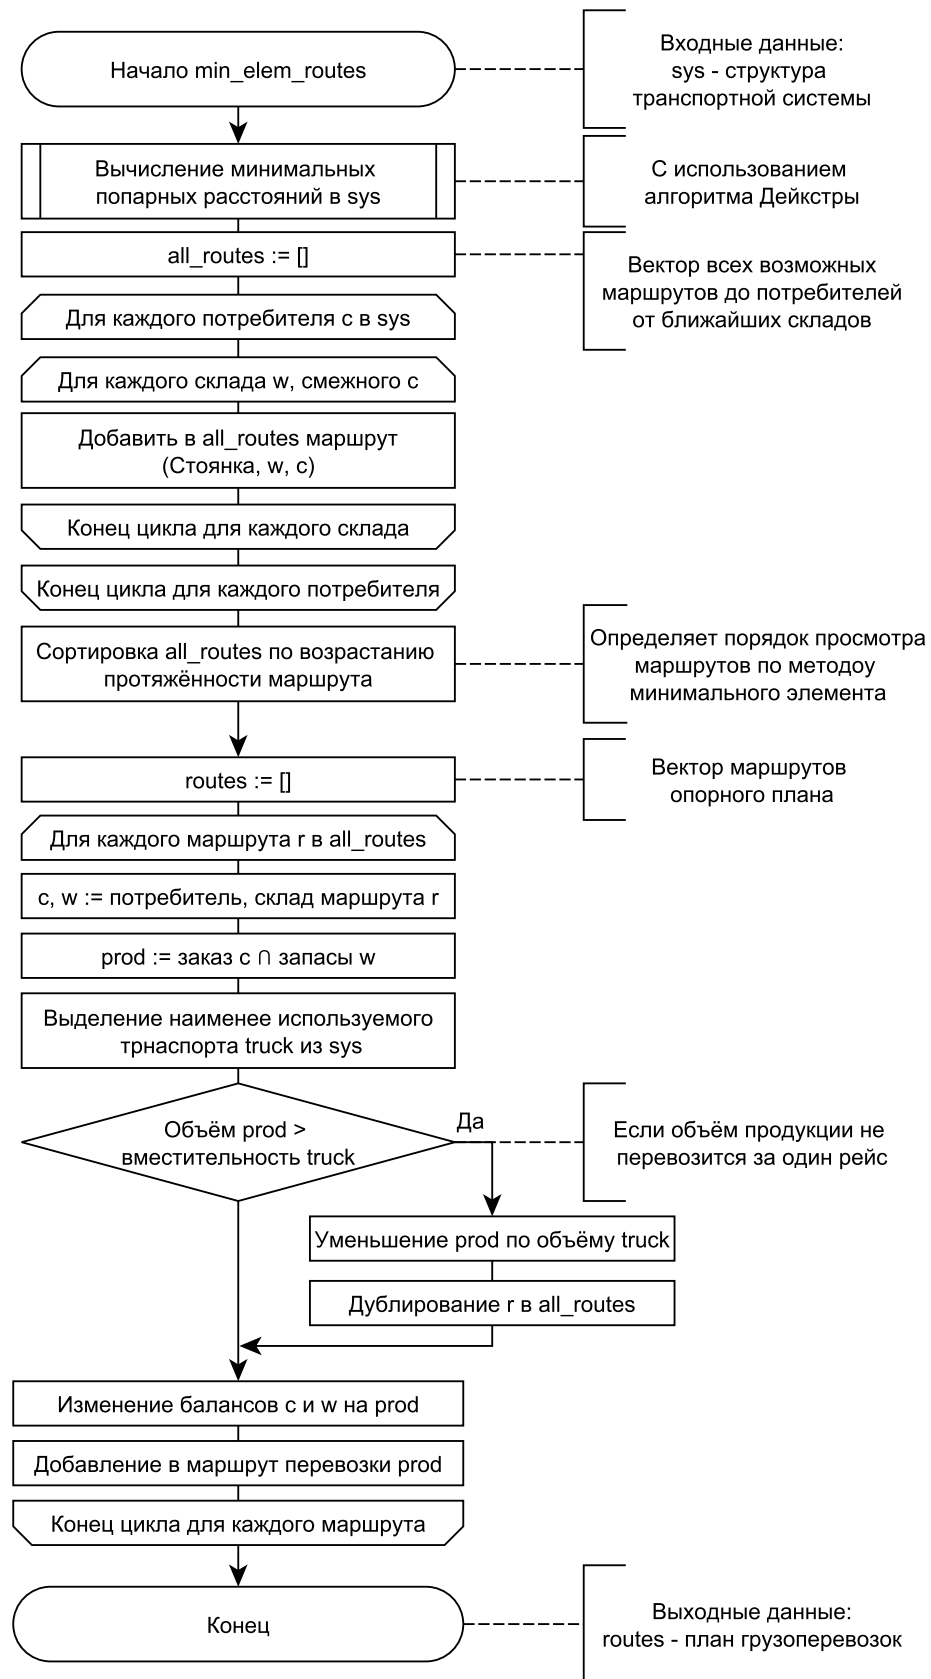 Начало min_elem_routes
Входные данные:
sys - структура
транспортной системы
Вычисление минимальных
попарных расстояний в sys
С использованием
алгоритма Дейкстры
all_routes := []
Вектор всех возможных
маршрутов до потребителей
от ближайших складов
Для каждого потребителя c в sys
Для каждого склада w, смежного c
Добавить в all_routes маршрут
(Стоянка, w, c)
Конец цикла для каждого склада
Конец цикла для каждого потребителя
Сортировка all_routes по возрастанию
протяжённости маршрута
Определяет порядок просмотра
маршрутов по методоу
минимального элемента
routes := []
Вектор маршрутов
опорного плана
Для каждого маршрута r в all_routes
c, w := потребитель, склад маршрута r
prod := заказ c ∩ запасы w
Выделение наименее используемого
трнаспорта truck из sys
Объём prod >
вместительность truck
Да
Если объём продукции не
перевозится за один рейс
Уменьшение prod по объёму truck
Дублирование r в all_routes
Изменение балансов c и w на prod
Добавление в маршрут перевозки prod
Конец цикла для каждого маршрута
Конец
Выходные данные:
routes - план грузоперевозок